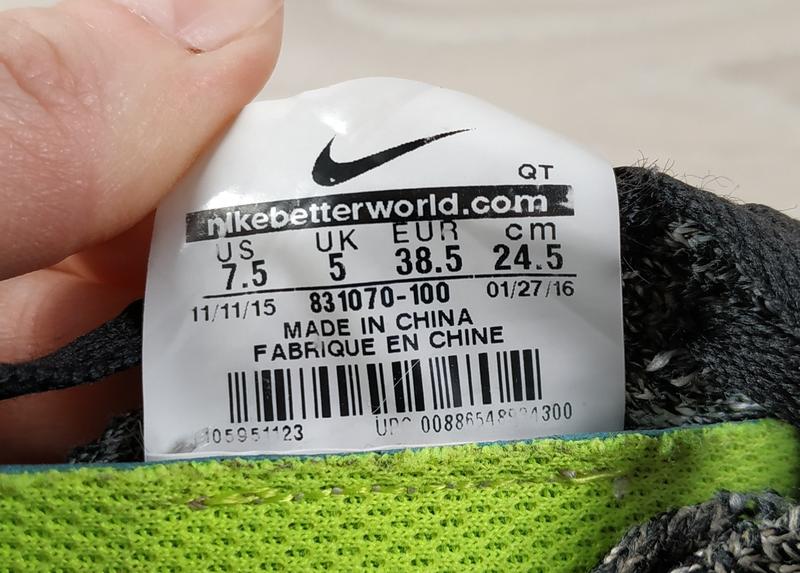 QT
nikebetterworld.com
US UK EUR cm
7.5 5 38.5 24.5
11/11/15 831070-100 01/27/16
MADE IN CHINA
FABRIQUE EN CHINE
UPC